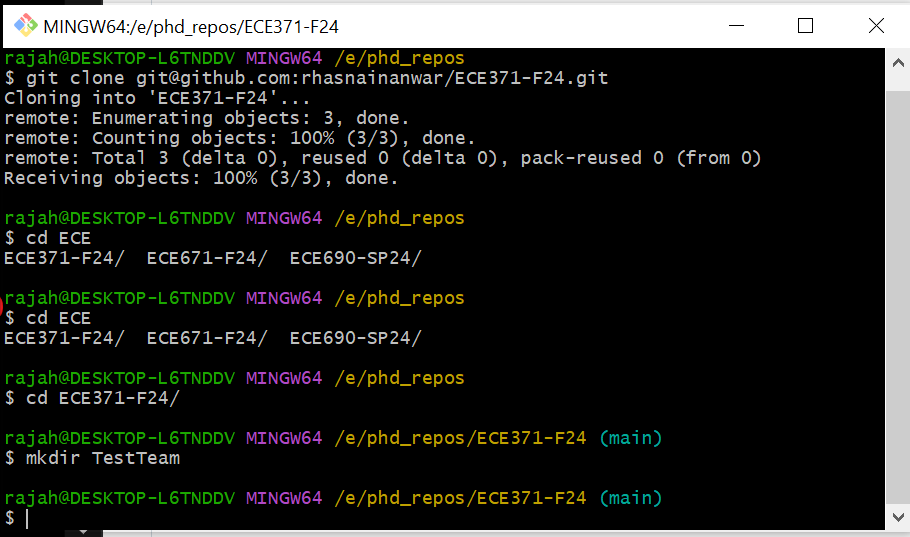 MINGW64:/e/phd_repos/ECE371-F24
rajah@DESKTOP-L6TNDDV MINGW64 /e/phd_repos
$ git clone git@github.com:rhasnainanwar/ECE371-F24.git
Cloning into 'ECE371-F24'...
remote: Enumerating objects: 3, done.
remote: Counting objects: 100% (3/3), done.
remote: Total 3 (delta 0), reused 0 (delta 0), pack-reused 0 (from 0)
Receiving objects: 100% (3/3), done.
rajah@DESKTOP-L6TNDDV MINGW64 /e/phd_repos
$ cd ECE
ECE371-F24/  ECE671-F24/  ECE690-SP24/
rajah@DESKTOP-L6TNDDV MINGW64 /e/phd_repos
$ cd ECE
ECE371-F24/  ECE671-F24/  ECE690-SP24/
rajah@DESKTOP-L6TNDDV MINGW64 /e/phd_repos
$ cd ECE371-F24/
rajah@DESKTOP-L6TNDDV MINGW64 /e/phd_repos/ECE371-F24 (main)
$ mkdir TestTeam
rajah@DESKTOP-L6TNDDV MINGW64 /e/phd_repos/ECE371-F24 (main)
$